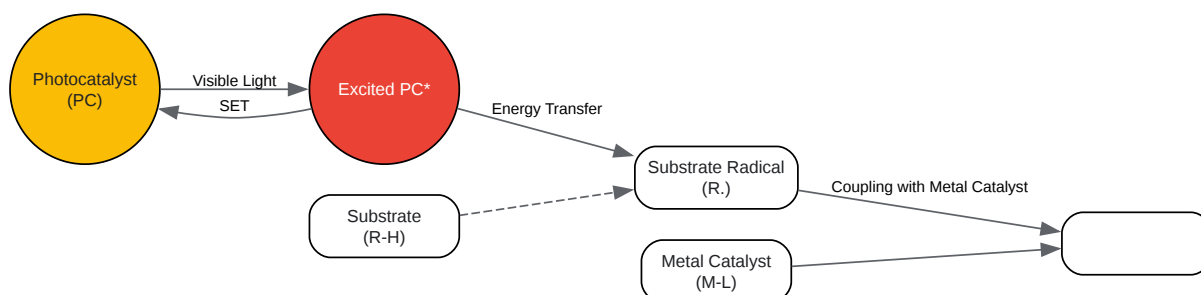 Photocatalyst
(PC)
Visible Light
SET
Excited PC*
Energy Transfer
Substrate
(R-H)
Substrate Radical
(R.)
Coupling with Metal Catalyst
Metal Catalyst
(M-L)